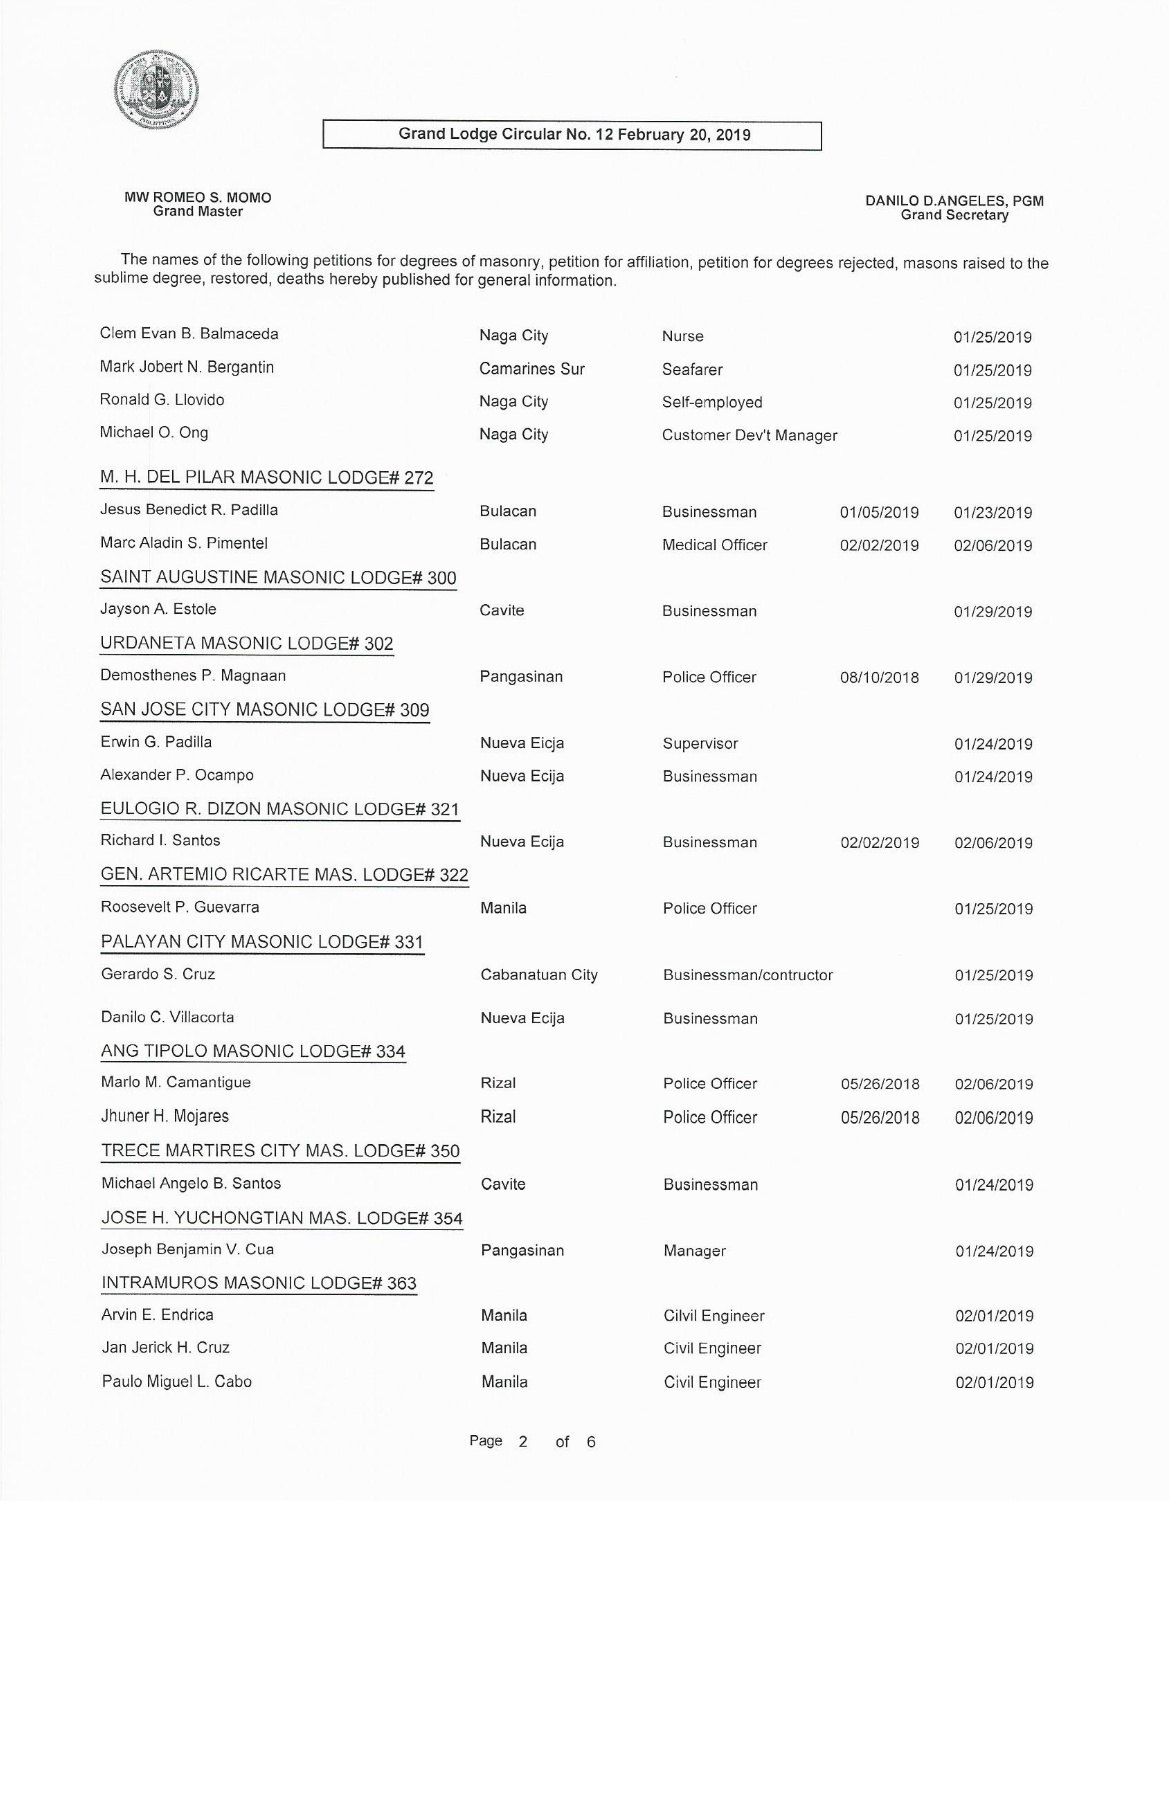 PHILIPPINES
Grand Lodge Circular No. 12 February 20, 2019
MW ROMEO S. MOMO
Grand Master
DANILO D.ANGELES, PGM
Grand Secretary
The names of the following petitions for degrees of masonry, petition for affiliation, petition for degrees rejected, masons raised to the
sublime degree, restored, deaths hereby published for general information.
Clem Evan B. Balmaceda Naga City Nurse 01/25/2019
Mark Jobert N. Bergantin Camarines Sur Seafarer 01/25/2019
Ronald G. Llovido Naga City Self-employed 01/25/2019
Michael O. Ong Naga City Customer Dev't Manager 01/25/2019
M. H. DEL PILAR MASONIC LODGE# 272
Jesus Benedict R. Padilla Bulacan Businessman 01/05/2019 01/23/2019
Marc Aladin S. Pimentel Bulacan Medical Officer 02/02/2019 02/06/2019
SAINT AUGUSTINE MASONIC LODGE# 300
Jayson A. Estole Cavite Businessman 01/29/2019
URDANETA MASONIC LODGE# 302
Demosthenes P. Magnaan Pangasinan Police Officer 08/10/2018 01/29/2019
SAN JOSE CITY MASONIC LODGE# 309
Erwin G. Padilla Nueva Eicja Supervisor 01/24/2019
Alexander P. Ocampo Nueva Ecija Businessman 01/24/2019
EULOGIO R. DIZON MASONIC LODGE# 321
Richard I. Santos Nueva Ecija Businessman 02/02/2019 02/06/2019
GEN. ARTEMIO RICARTE MAS. LODGE# 322
Roosevelt P. Guevarra Manila Police Officer 01/25/2019
PALAYAN CITY MASONIC LODGE# 331
Gerardo S. Cruz Cabanatuan City Businessman/contructor 01/25/2019
Danilo C. Villacorta Nueva Ecija Businessman 01/25/2019
ANG TIPOLO MASONIC LODGE# 334
Marlo M. Camantigue Rizal Police Officer 05/26/2018 02/06/2019
Jhuner H. Mojares Rizal Police Officer 05/26/2018 02/06/2019
TRECE MARTIRES CITY MAS. LODGE# 350
Michael Angelo B. Santos Cavite Businessman 01/24/2019
JOSE H. YUCHONGTIAN MAS. LODGE# 354
Joseph Benjamin V. Cua Pangasinan Manager 01/24/2019
INTRAMUROS MASONIC LODGE# 363
Arvin E. Endrica Manila Cilvil Engineer 02/01/2019
Jan Jerick H. Cruz Manila Civil Engineer 02/01/2019
Paulo Miguel L. Cabo Manila Civil Engineer 02/01/2019
Page 2 of 6